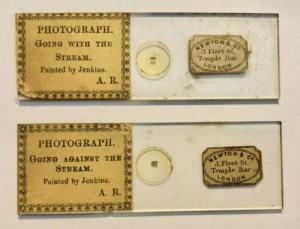 PHOTOGRAPH.
GOING WITH THE
STREAM.
Painted by Jenkins.
A. R.
NEWTON & CO
3 Fleet St.
Temple Bar
LONDON
PHOTOGRAPH.
GOING AGAINST THE
STREAM.
Painted by Jenkins.
A. R.
NEWTON & CO
3 Fleet St.
Temple Bar
LONDON